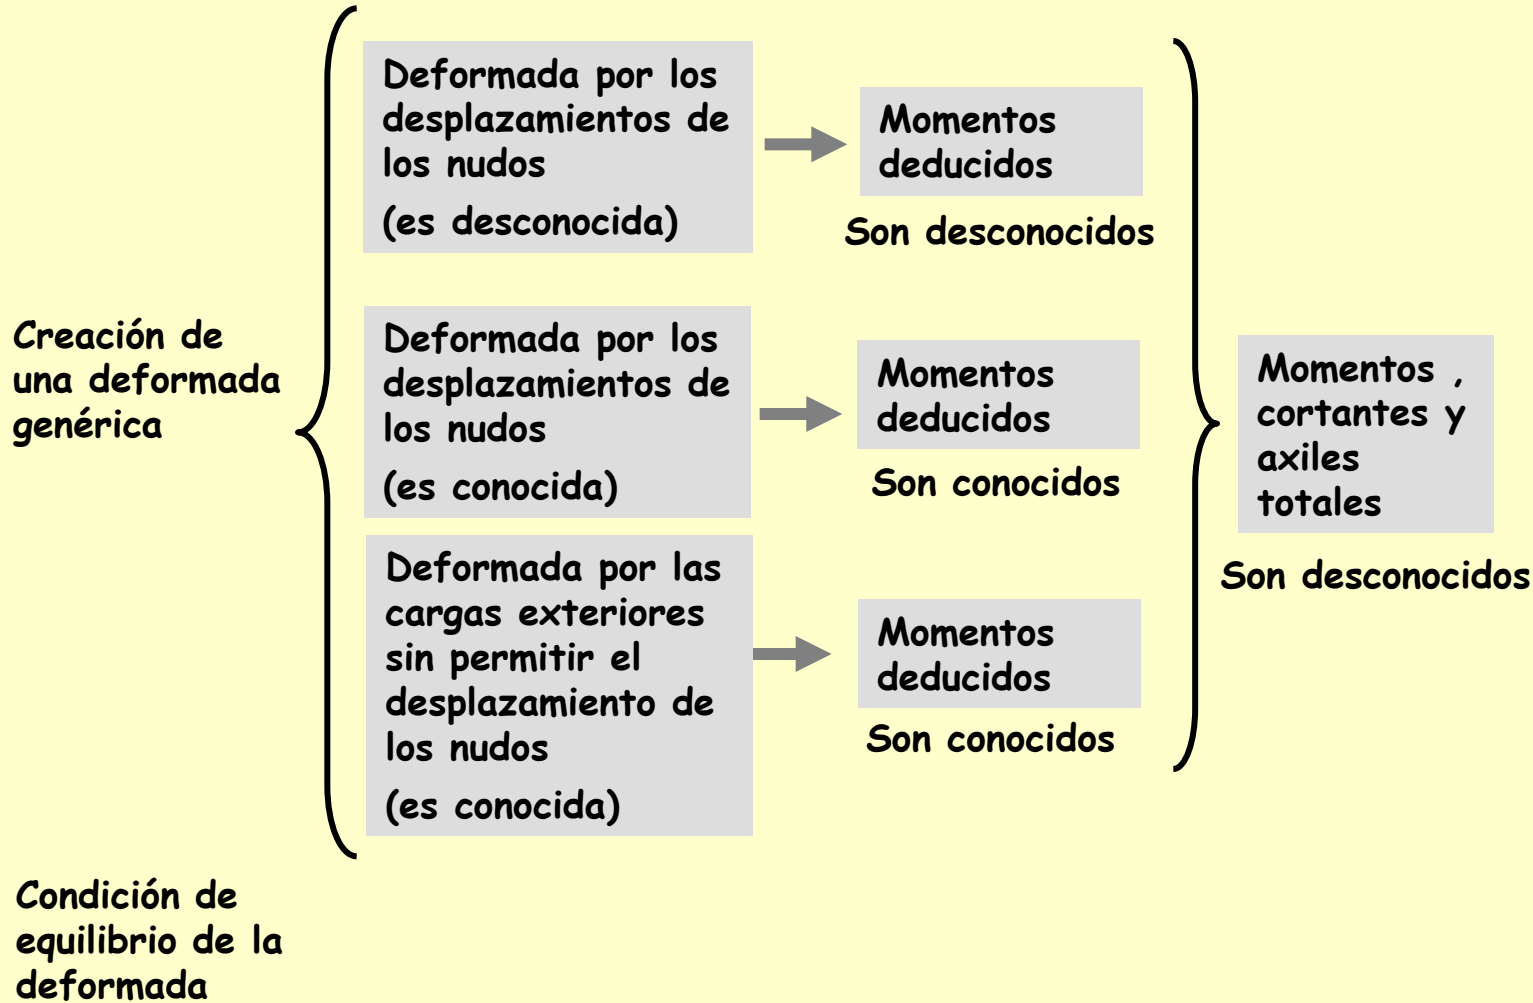 Creación de
una deformada
genérica
Deformada por los
desplazamientos de
los nudos
(es desconocida)
Momentos
deducidos
Son desconocidos
Deformada por los
desplazamientos de
los nudos
(es conocida)
Momentos
deducidos
Son conocidos
Deformada por las
cargas exteriores
sin permitir el
desplazamiento de
los nudos
(es conocida)
Momentos
deducidos
Son conocidos
Momentos ,
cortantes y
axiles
totales
Son desconocidos
Condición de
equilibrio de la
deformada